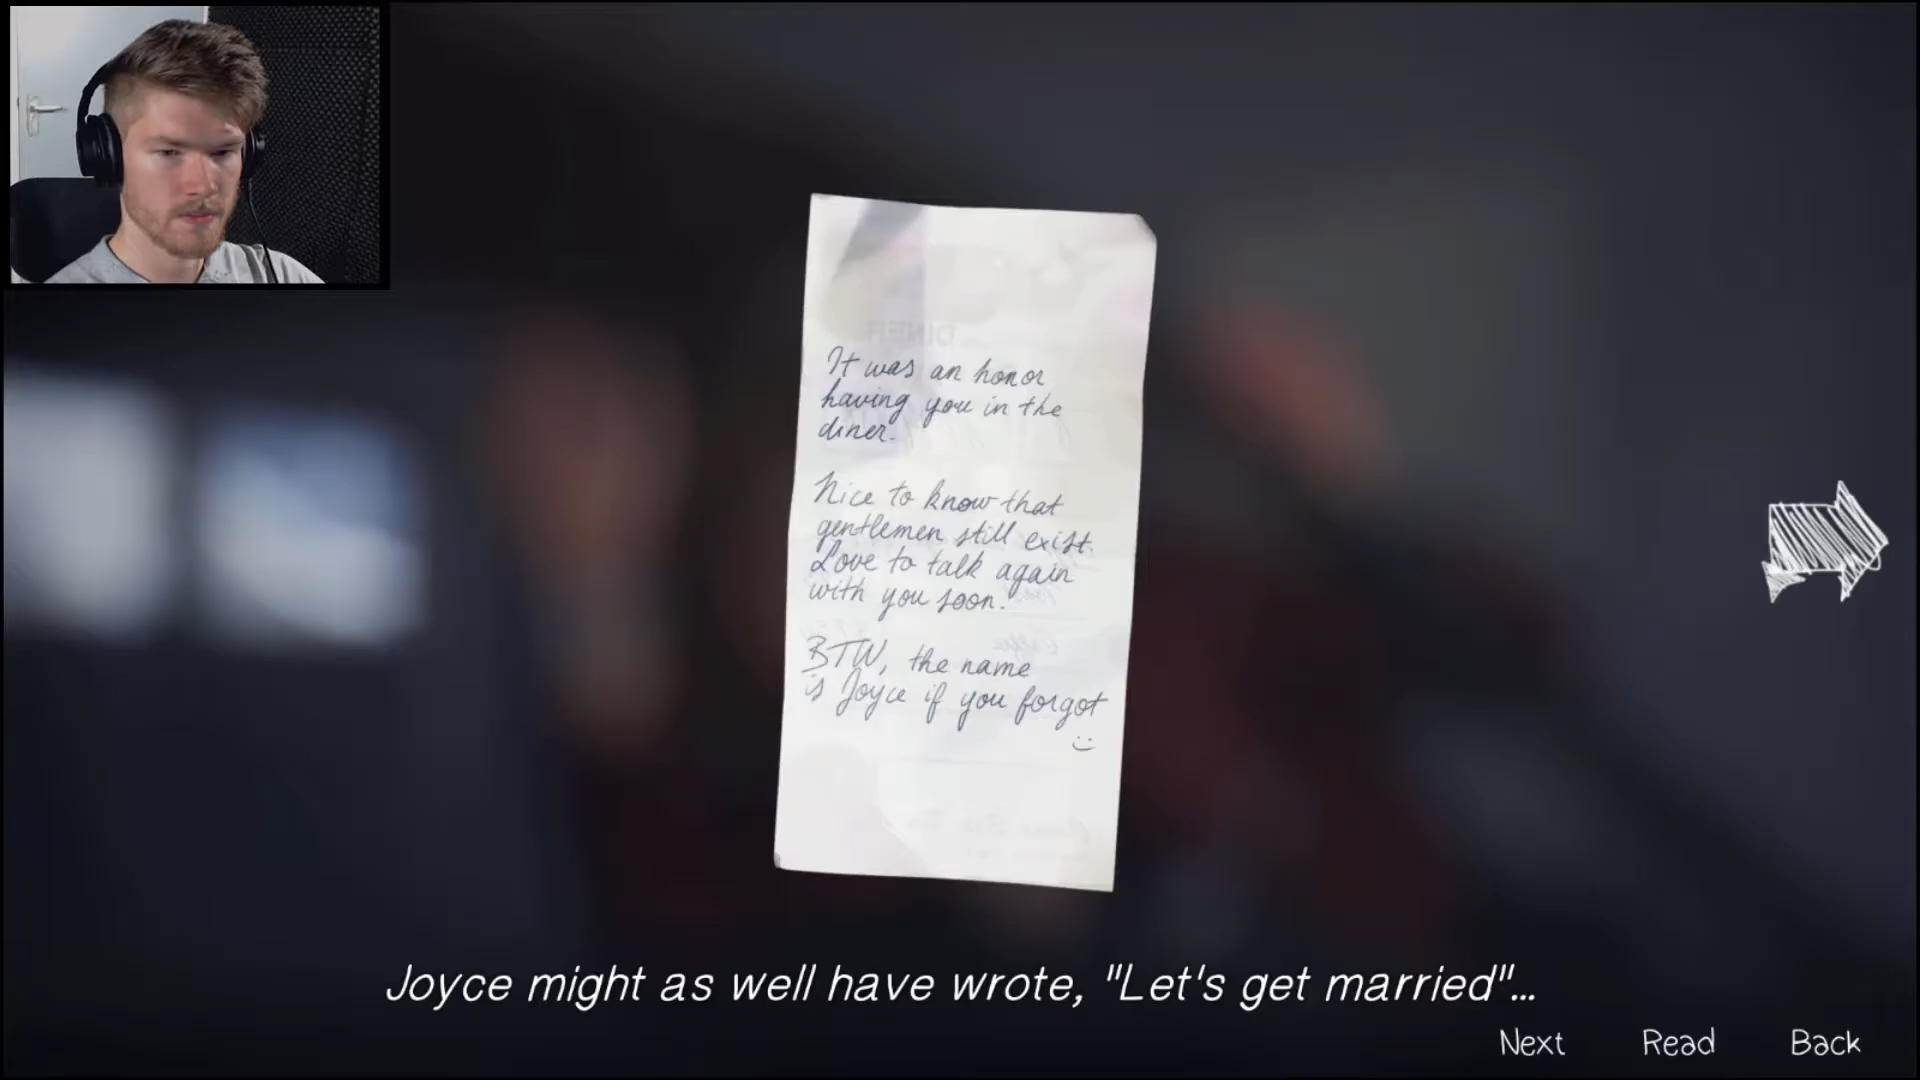 DINER
It was an honor
having you in the
diner.
Nice to know that
gentlemen still exist.
Love to talk again
with you soon.
BTW, the name
is Joyce if you forgot
:)
Joyce might as well have wrote, "Let's get married"...
Next Read Back